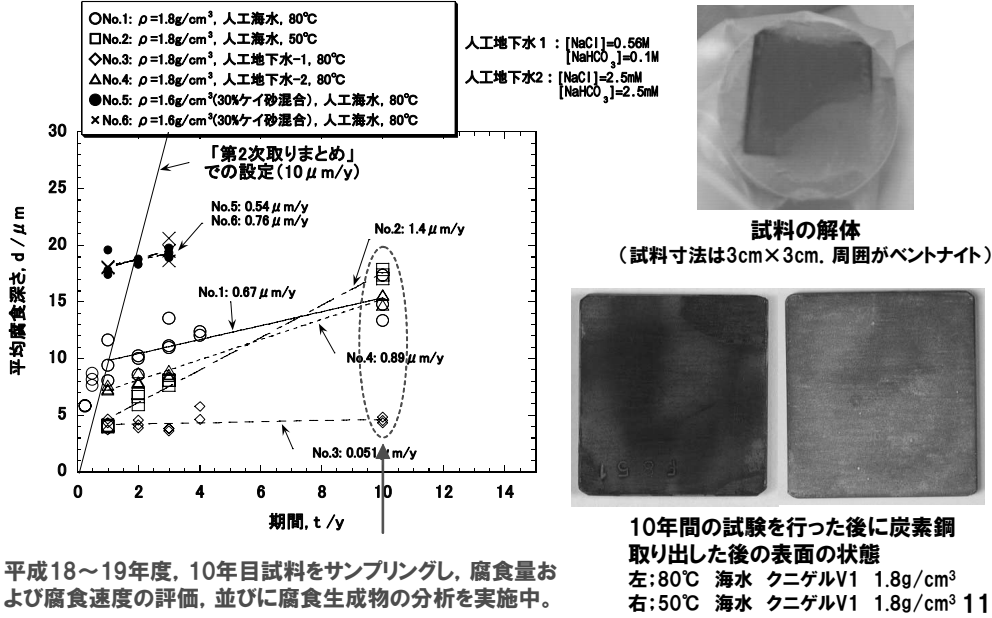 ○No.1: ρ=1.8g/cm³, 人工海水, 80℃
□No.2: ρ=1.8g/cm³, 人工海水, 50℃
◇No.3: ρ=1.8g/cm³, 人工地下水-1, 80℃
△No.4: ρ=1.8g/cm³, 人工地下水-2, 80℃
●No.5: ρ=1.6g/cm³(30%ケイ砂混合), 人工海水, 80℃
×No.6: ρ=1.6g/cm³(30%ケイ砂混合), 人工海水, 80℃
人工地下水1 : [NaCl]=0.56M
[NaHCO₃]=0.1M
人工地下水2 : [NaCl]=2.5mM
[NaHCO₃]=2.5mM
平均腐食深さ, d/μm
30
25
20
15
10
5
0
「第2次取りまとめ」
での設定(10μm/y)
No.5: 0.54μm/y
No.6: 0.76μm/y
No.2: 1.4μm/y
No.1: 0.67μm/y
No.4: 0.89μm/y
No.3: 0.051μm/y
0 2 4 6 8 10 12 14
期間, t/y
試料の解体
(試料寸法は3cm×3cm. 周囲がベントナイト)
10年間の試験を行った後に炭素鋼
取り出した後の表面の状態
左;80℃ 海水 クニゲルV1 1.8g/cm³
右;50℃ 海水 クニゲルV1 1.8g/cm³
平成18～19年度, 10年目試料をサンプリングし, 腐食量お
よび腐食速度の評価, 並びに腐食生成物の分析を実施中。
11